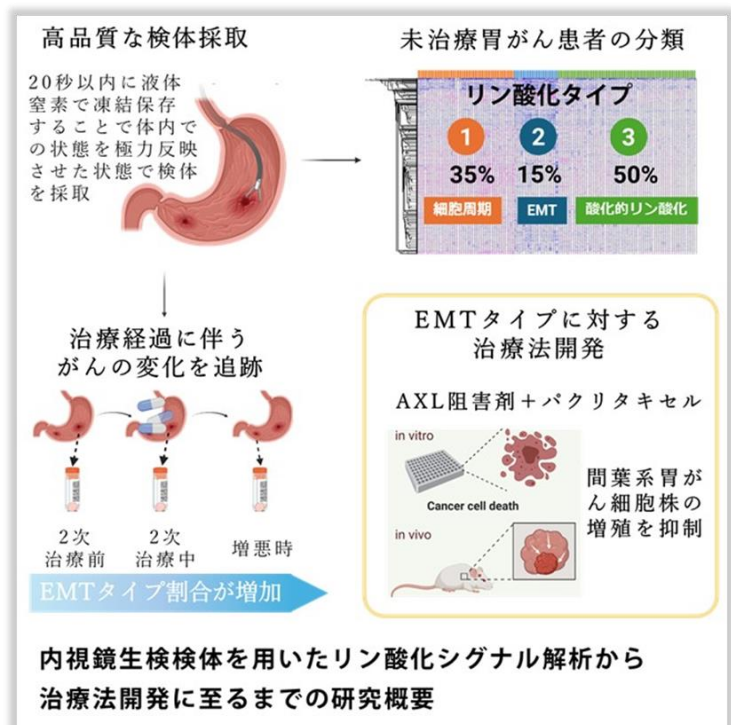 高品質な検体採取
20秒以内に液体
窒素で凍結保存
することで体内で
の状態を極力反映
させた状態で検体
を採取
未治療胃がん患者の分類
リン酸化タイプ
1 2 3
35% 15% 50%
細胞周期 EMT 酸化的リン酸化
治療経過に伴う
がんの変化を追跡
2次
治療前
2次
治療中
増悪時
EMTタイプ割合が増加
EMTタイプに対する
治療法開発
AXL阻害剤＋パクリタキセル
in vitro
Cancer cell death
in vivo
間葉系胃が
ん細胞株の
増殖を抑制
内視鏡生検検体を用いたリン酸化シグナル解析から
治療法開発に至るまでの研究概要